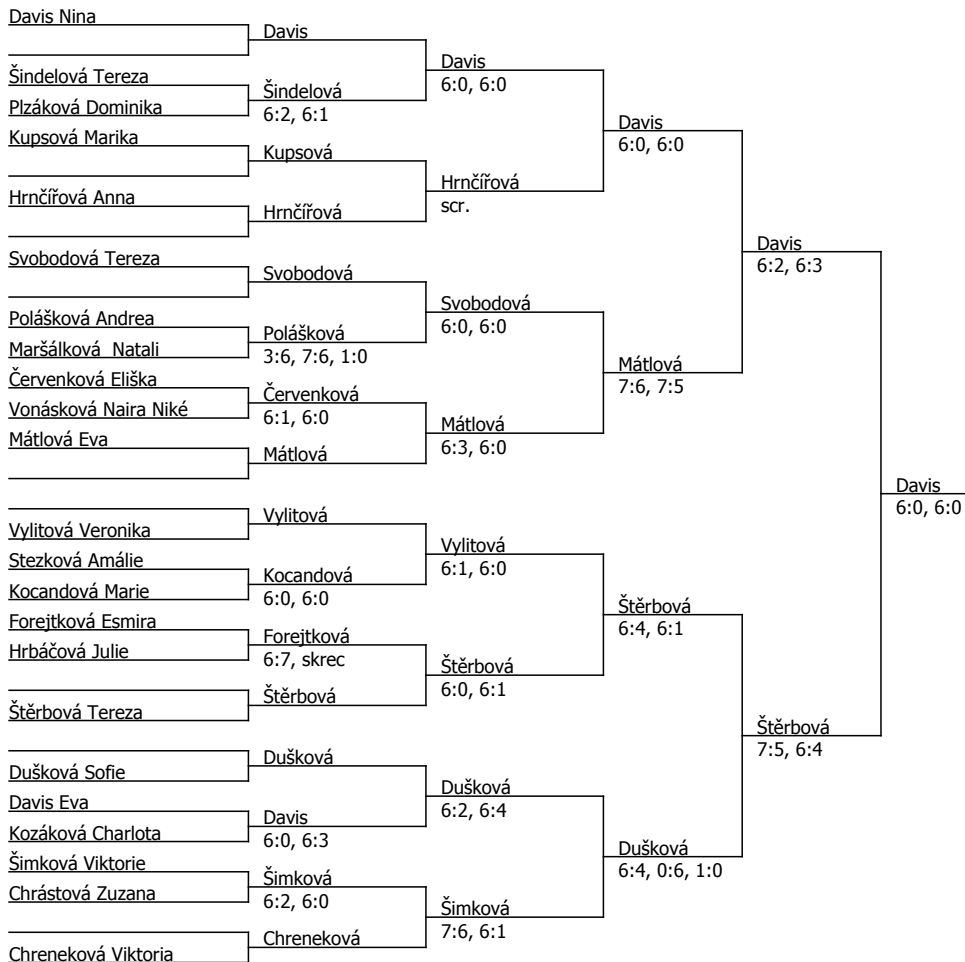 Davis Nina
Šindelová Tereza
Plzáková Dominika
Kupsová Marika
Hrnčířová Anna
Svobodová Tereza
Polášková Andrea
Maršálková  Natali
Červenková Eliška
Vonásková Naira Niké
Mátlová Eva
Vylitová Veronika
Stezková Amálie
Kocandová Marie
Forejtková Esmira
Hrbáčová Julie
Štěrbová Tereza
Dušková Sofie
Davis Eva
Kozáková Charlota
Šimková Viktorie
Chrástová Zuzana
Chreneková Viktoria
Davis
Šindelová
6:2, 6:1
Kupsová
Hrnčířová
Svobodová
Polášková
3:6, 7:6, 1:0
Červenková
6:1, 6:0
Mátlová
Vylitová
Kocandová
6:0, 6:0
Forejtková
6:7, skrec
Štěrbová
Dušková
Davis
6:0, 6:3
Šimková
6:2, 6:0
Chreneková
Davis
6:0, 6:0
Hrnčířová
scr.
Svobodová
6:0, 6:0
Mátlová
6:3, 6:0
Vylitová
6:1, 6:0
Štěrbová
6:0, 6:1
Dušková
6:2, 6:4
Šimková
7:6, 6:1
Davis
6:0, 6:0
Mátlová
7:6, 7:5
Štěrbová
6:4, 6:1
Dušková
6:4, 0:6, 1:0
Davis
6:2, 6:3
Štěrbová
7:5, 6:4
Davis
6:0, 6:0